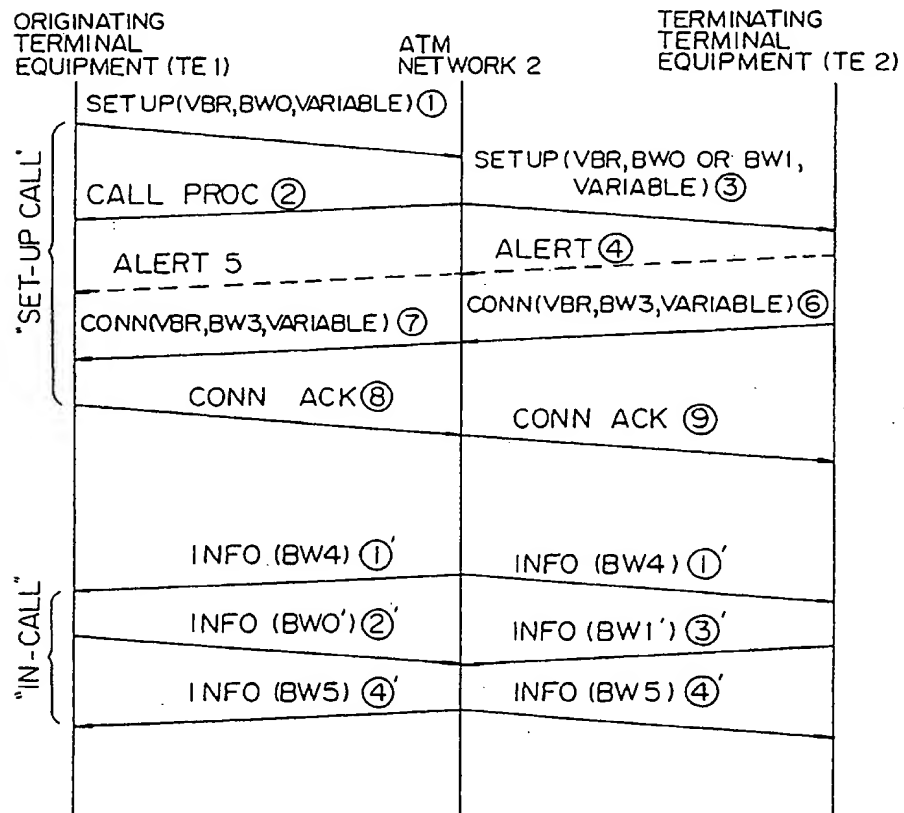 ORIGINATING
TERMINAL
EQUIPMENT (TE 1)
ATM
NETWORK 2
TERMINATING
TERMINAL
EQUIPMENT (TE 2)
SET UP(VBR,BWO,VARIABLE) ①
SETUP(VBR,BWO OR BW1,
VARIABLE) ③
CALL PROC ②
ALERT ④
ALERT 5
CONN(VBR,BW3,VARIABLE) ⑥
CONN(VBR,BW3,VARIABLE) ⑦
CONN ACK ⑧
CONN ACK ⑨
"SET-UP CALL"
INFO (BW4) ①'
INFO (BW4) ①'
INFO (BWO') ②'
INFO (BW1') ③'
INFO (BW5) ④'
INFO (BW5) ④'
"IN-CALL"